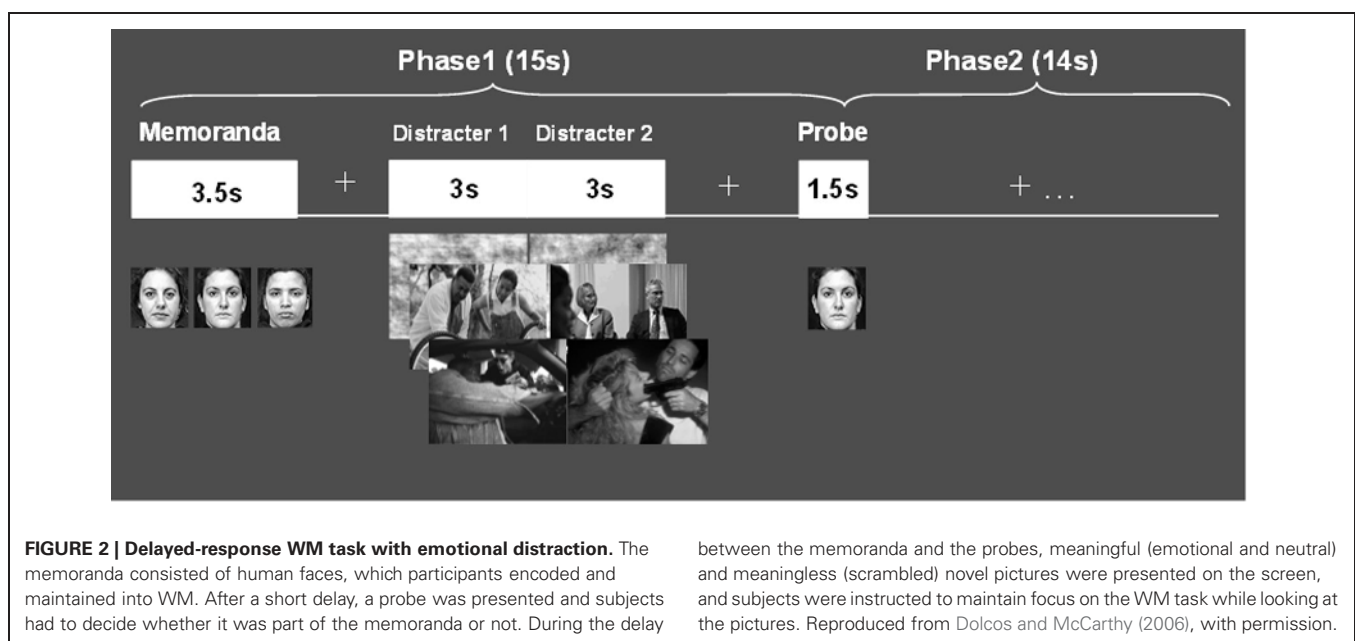 Phase1 (15s) Phase2 (14s)
Memoranda Distracter 1 Distracter 2 Probe
3.5s + 3s 3s + 1.5s + ...
FIGURE 2 | Delayed-response WM task with emotional distraction. The
memoranda consisted of human faces, which participants encoded and
maintained into WM. After a short delay, a probe was presented and subjects
had to decide whether it was part of the memoranda or not. During the delay
between the memoranda and the probes, meaningful (emotional and neutral)
and meaningless (scrambled) novel pictures were presented on the screen,
and subjects were instructed to maintain focus on the WM task while looking at
the pictures. Reproduced from Dolcos and McCarthy (2006), with permission.